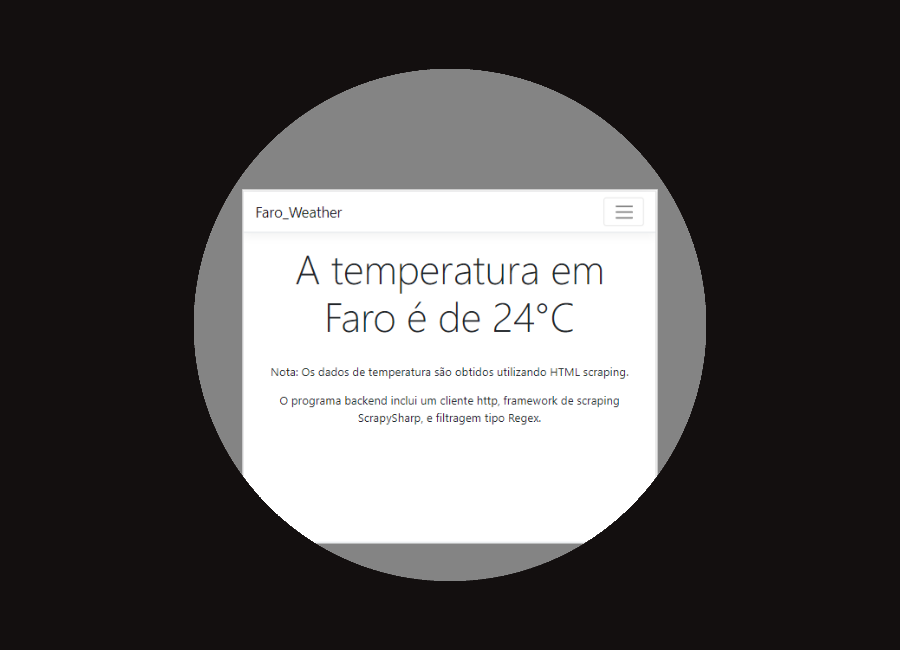 Faro_Weather
A temperatura em
Faro é de 24°C
Nota: Os dados de temperatura são obtidos utilizando HTML scraping.
O programa backend inclui um cliente http, framework de scraping
ScrapySharp, e filtragem tipo Regex.